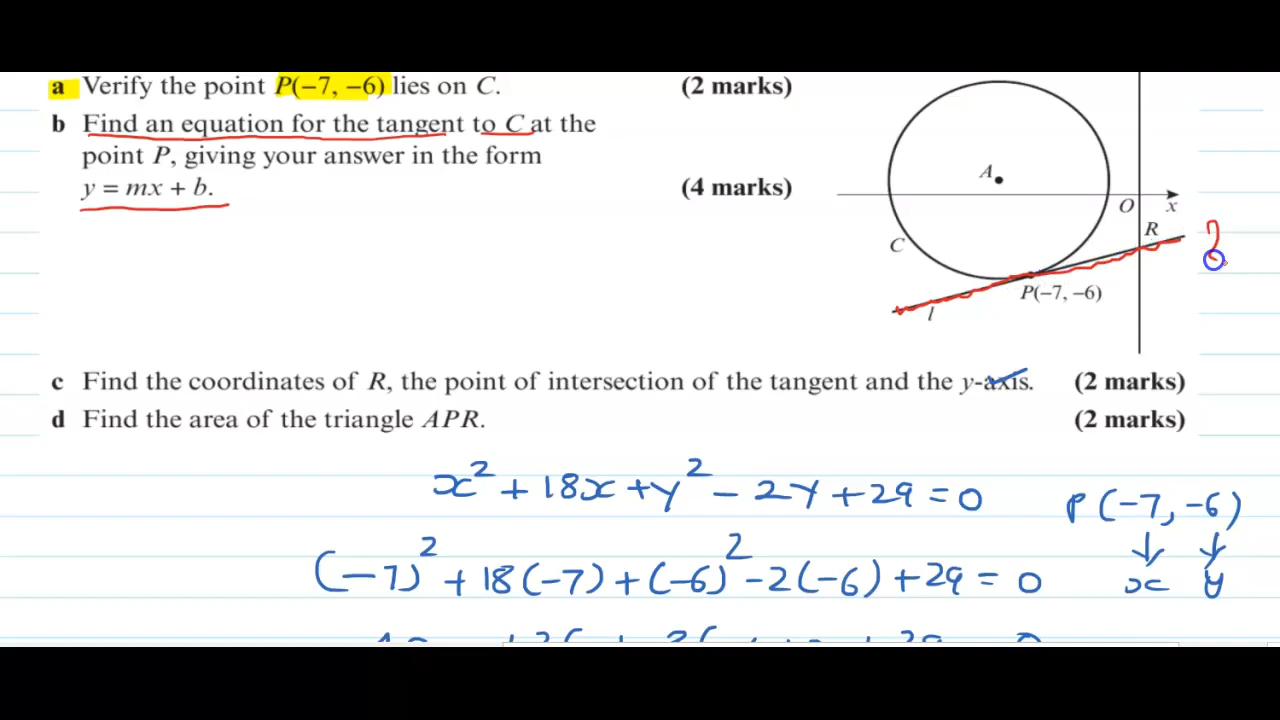 a Verify the point P(−7, −6) lies on C. (2 marks)
b Find an equation for the tangent to C at the
point P, giving your answer in the form
y = mx + b. (4 marks)
A
O x
R
C
P(−7, −6)
l
?
c Find the coordinates of R, the point of intersection of the tangent and the y-axis. (2 marks)
d Find the area of the triangle APR. (2 marks)
x² + 18x + y² − 2y + 29 = 0
P (−7, −6)
(−7)² + 18(−7) + (−6)² − 2(−6) + 29 = 0
x y